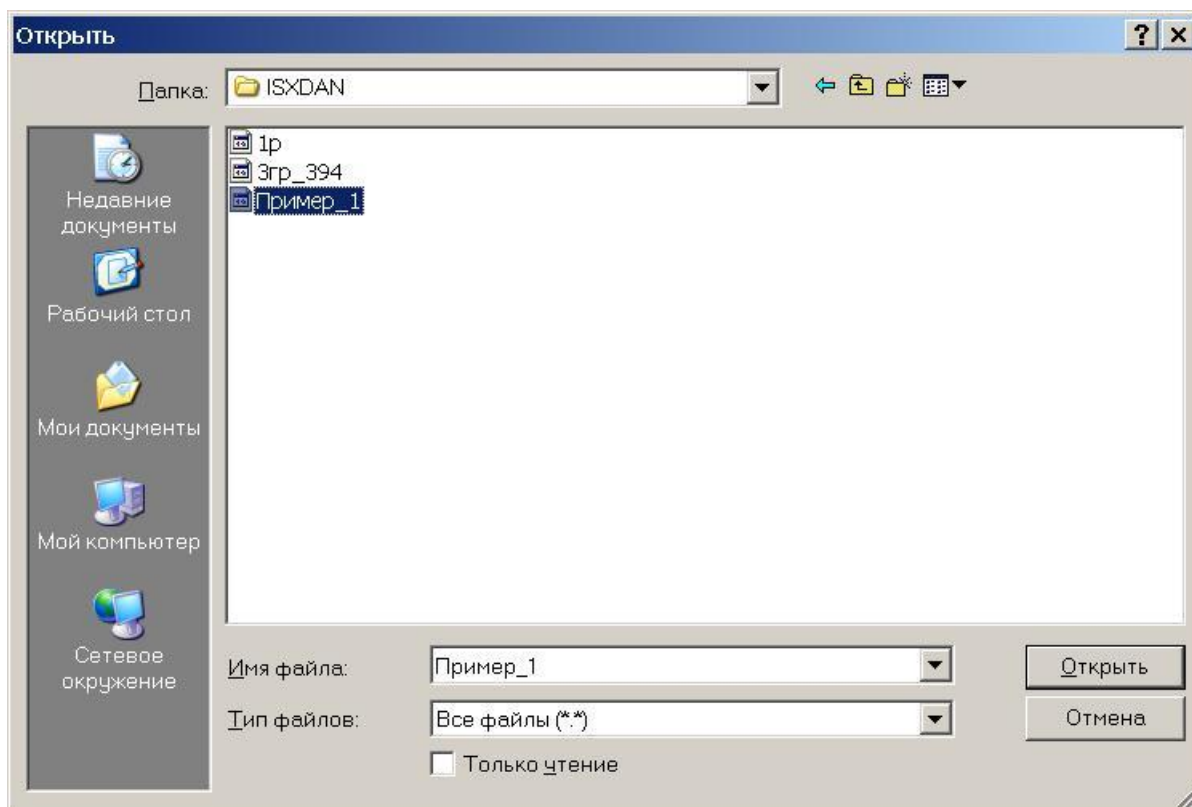 Открыть
Папка: ISXDAN
1р
3гр_394
Пример_1
Недавние
документы
Рабочий стол
Мои документы
Мой компьютер
Сетевое
окружение
Имя файла: Пример_1 Открыть
Тип файлов: Все файлы (*.*) Отмена
Только чтение